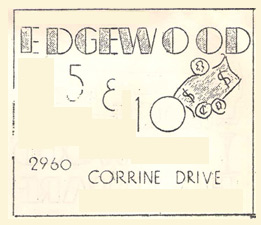 EDGEWOOD
5 & 10
$ $
2960 CORRINE DRIVE